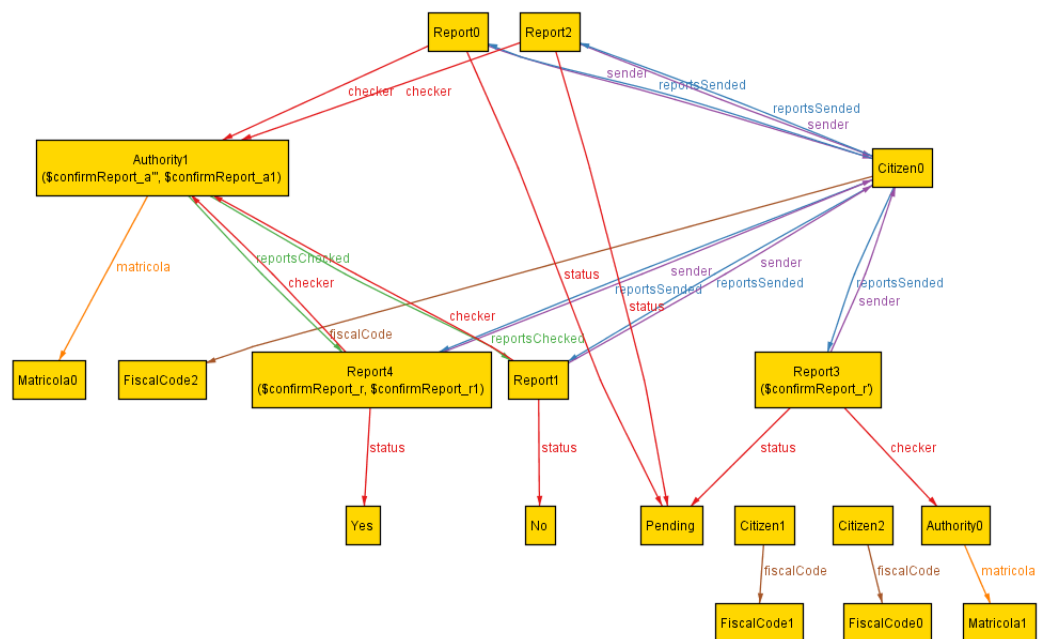 Report0
Report2
sender
reportsSended
checker
checker
reportsSended
sender
Authority1
($confirmReport_a''', $confirmReport_a1)
Citizen0
reportsChecked
matricola
sender
sender
status
checker
reportsSended
reportsSended
reportsSended
sender
status
checker
fiscalCode
reportsChecked
Matricola0
FiscalCode2
Report4
($confirmReport_r, $confirmReport_r1)
Report1
Report3
($confirmReport_r')
status
status
status
checker
Yes
No
Pending
Citizen1
Citizen2
Authority0
fiscalCode
fiscalCode
matricola
FiscalCode1
FiscalCode0
Matricola1